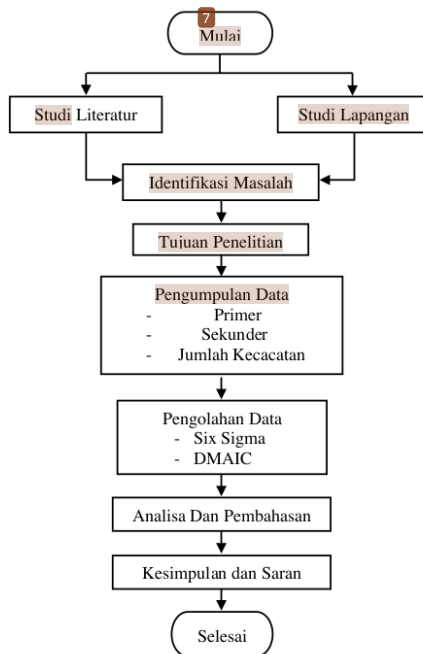 7
Mulai
Studi Literatur
Studi Lapangan
Identifikasi Masalah
Tujuan Penelitian
Pengumpulan Data
- Primer
- Sekunder
- Jumlah Kecacatan
Pengolahan Data
- Six Sigma
- DMAIC
Analisa Dan Pembahasan
Kesimpulan dan Saran
Selesai